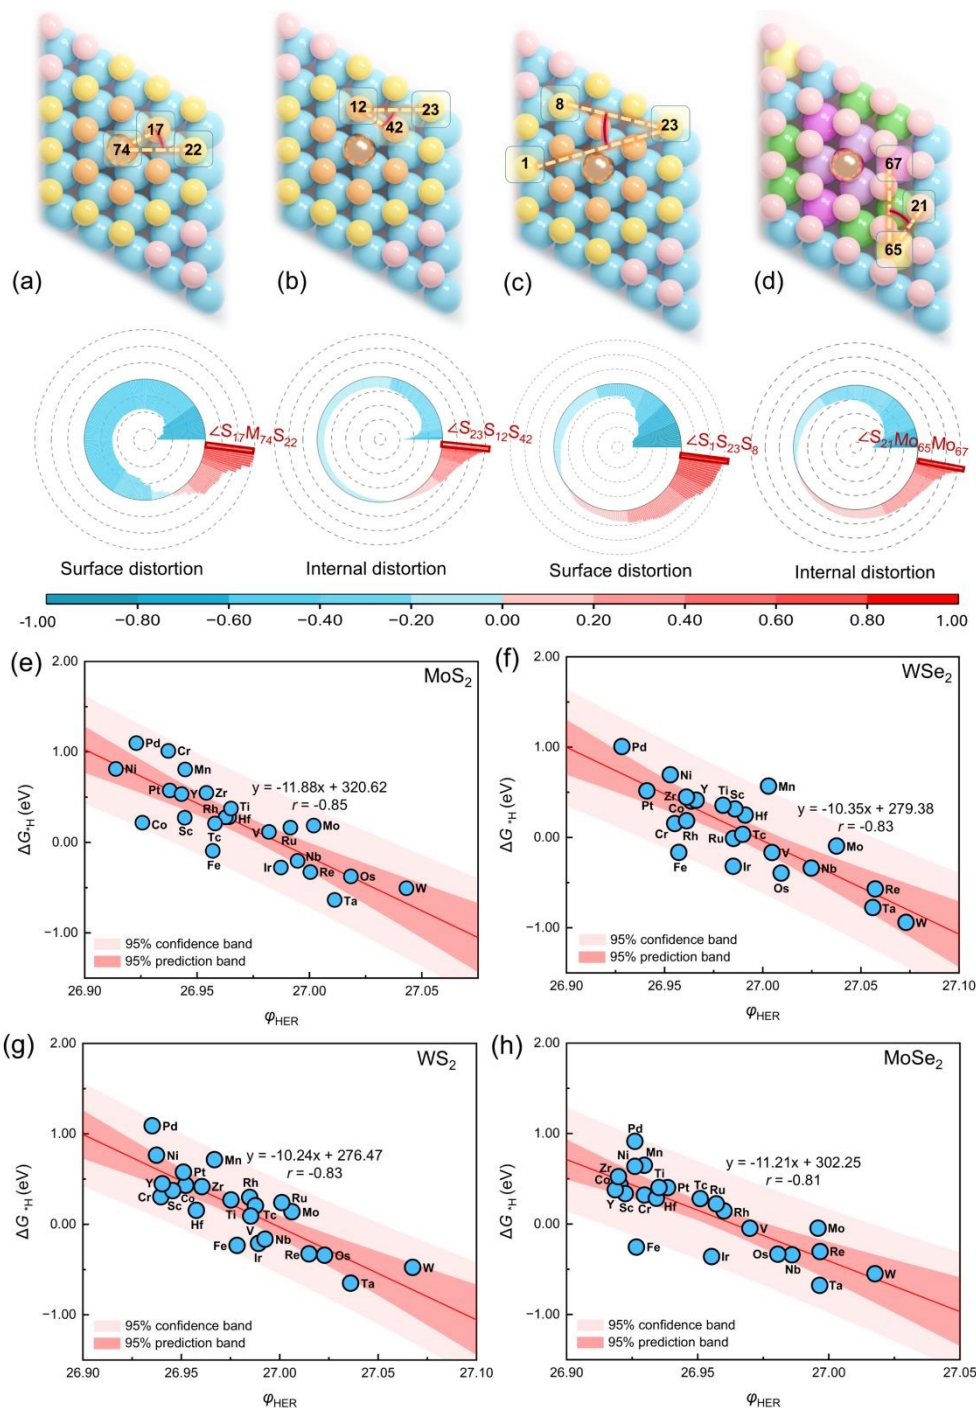 17
74
22
12
23
42
8
23
1
67
21
65
(a)
(b)
(c)
(d)
∠S17M74S22
∠S23S12S42
∠S1S23S8
∠S21Mo65Mo67
Surface distortion
Internal distortion
Surface distortion
Internal distortion
-1.00 −0.80 −0.60 −0.40 −0.20 0.00 0.20 0.40 0.60 0.80 1.00
(e)
MoS2
ΔG*H (eV)
2.00
1.00
0.00
−1.00
Pd
Cr
Ni
Mn
Pt
Y
Zr
Ti
Rh
Hf
Co
Sc
Tc
V
Ru
Mo
Fe
Nb
Ir
Re
Os
W
Ta
y = -11.88x + 320.62
r = -0.85
95% confidence band
95% prediction band
26.90 26.95 27.00 27.05
φHER
(f)
WSe2
ΔG*H (eV)
2.00
1.00
0.00
−1.00
Pd
Ni
Mn
Pt
Zr
Co
Y
Ti
Sc
Hf
Cr
Rh
Ru
Tc
Fe
Ir
V
Mo
Os
Nb
Re
Ta
W
y = -10.35x + 279.38
r = -0.83
95% confidence band
95% prediction band
26.90 26.95 27.00 27.05 27.10
φHER
(g)
WS2
ΔG*H (eV)
2.00
1.00
0.00
−1.00
Pd
Ni
Mn
Pt
Y
Zr
Cr
Sc
Co
Rh
Ru
Hf
Ti
V
Tc
Mo
Fe
Ir
Nb
Re
Os
W
Ta
y = -10.24x + 276.47
r = -0.83
95% confidence band
95% prediction band
26.90 26.95 27.00 27.05 27.10
φHER
(h)
MoSe2
ΔG*H (eV)
2.00
1.00
0.00
−1.00
Pd
Ni
Mn
Zr
Co
Ti
Pt
Y
Sc
Cr
Hf
Tc
Ru
Rh
V
Mo
Fe
Ir
Os
Nb
Re
W
Ta
y = -11.21x + 302.25
r = -0.81
95% confidence band
95% prediction band
26.90 26.93 26.95 26.98 27.00 27.03
φHER